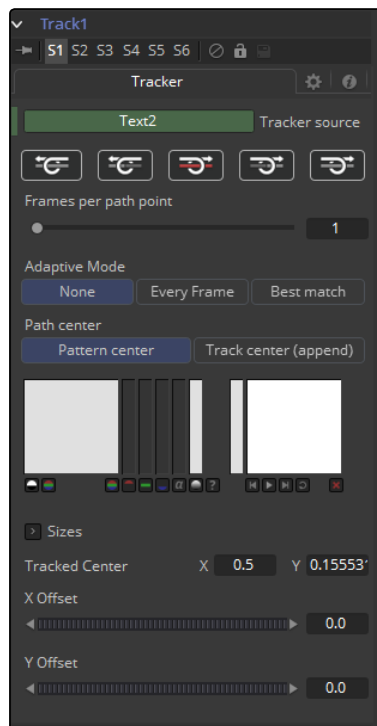 Track1
S1 S2 S3 S4 S5 S6
Tracker
Text2 Tracker source
Frames per path point
1
Adaptive Mode
None Every Frame Best match
Path center
Pattern center Track center (append)
α ?
Sizes
Tracked Center X 0.5 Y 0.15553
X Offset
0.0
Y Offset
0.0